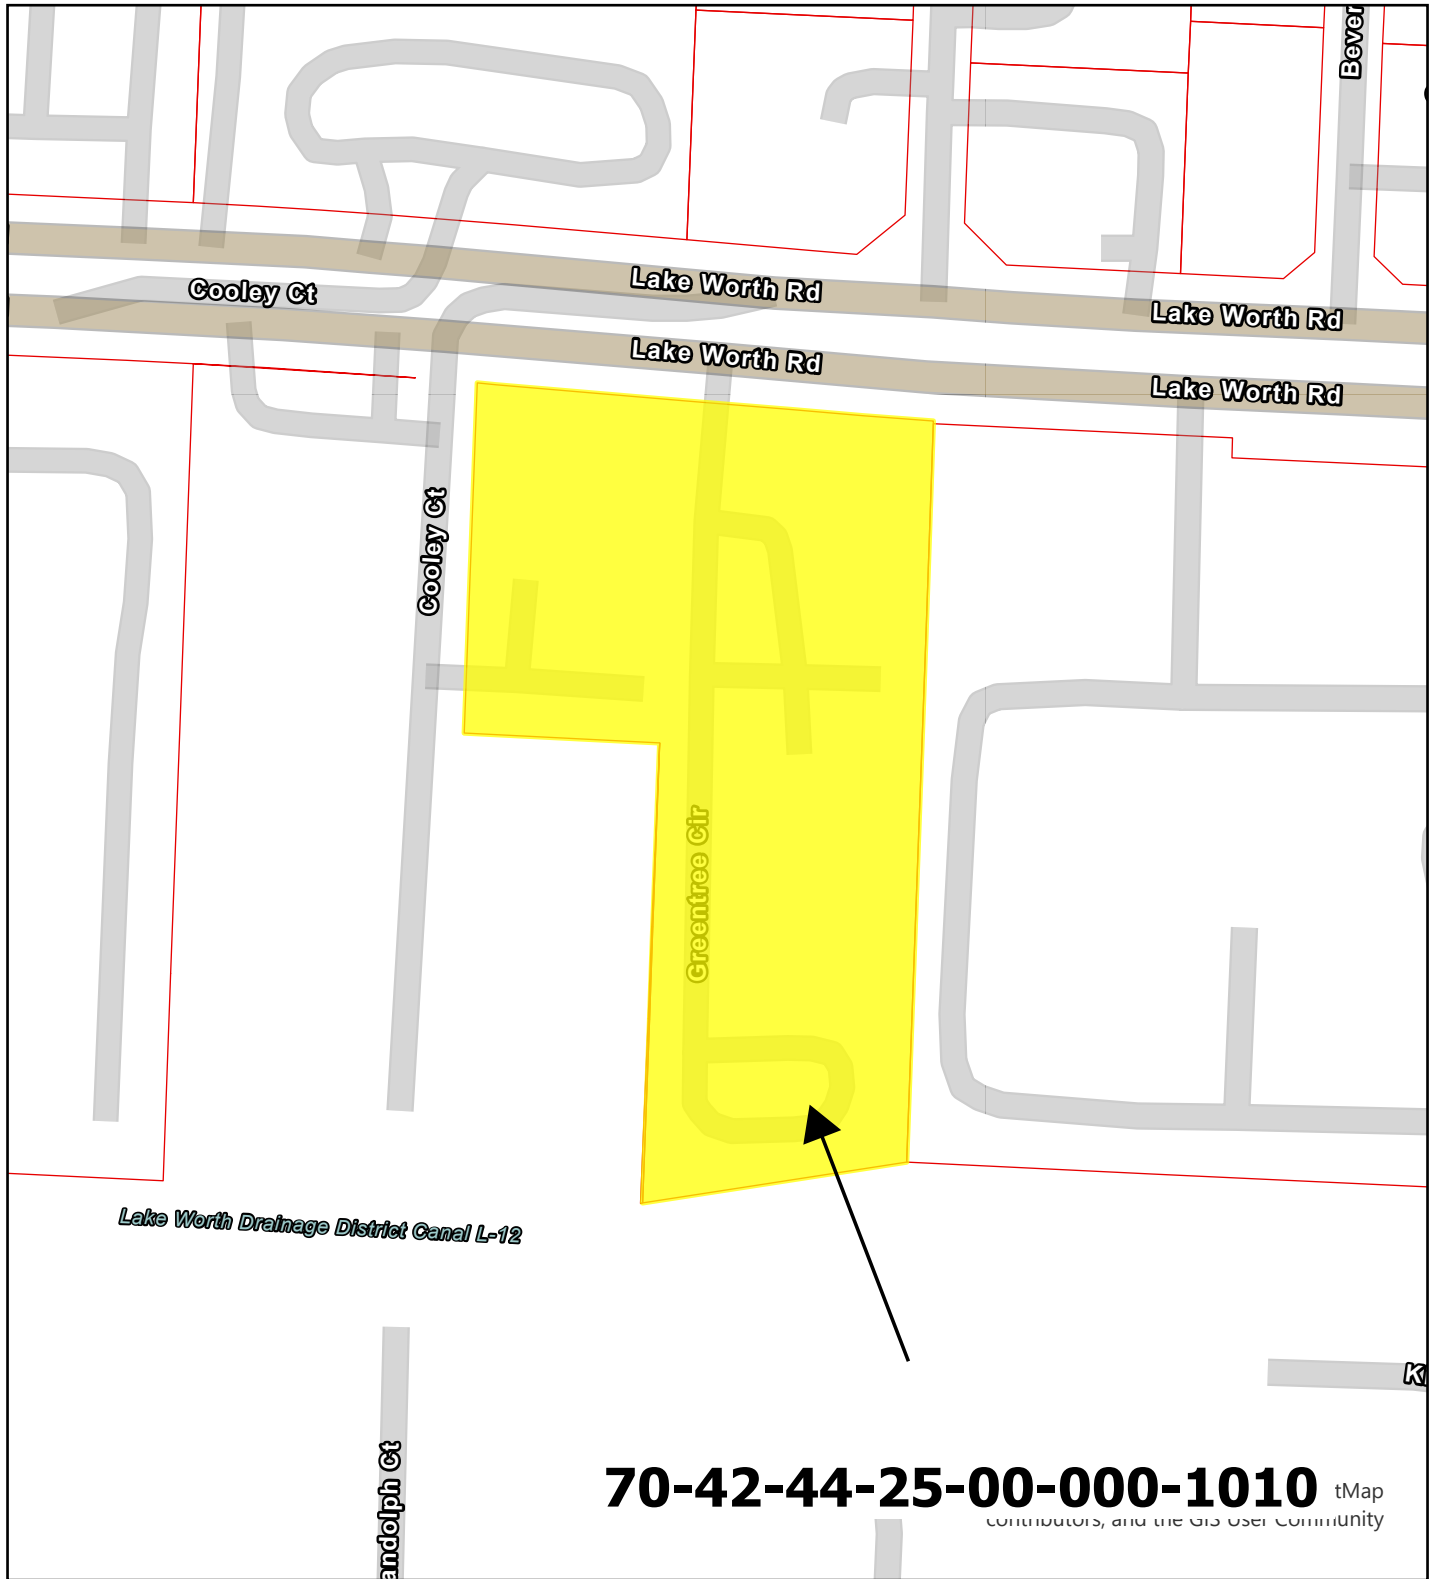 Bever
Cooley Ct
Lake Worth Rd
Lake Worth Rd
Lake Worth Rd
Lake Worth Rd
Cooley Ct
Greentree Cir
Lake Worth Drainage District Canal L-12
andolph Ct
70-42-44-25-00-000-1010
tMap
contributors, and the GIS User Community